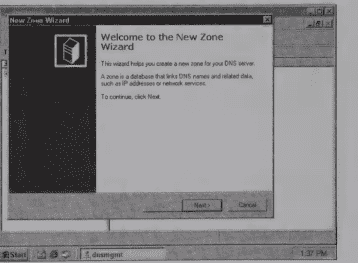 New Zone Wizard
Welcome to the New Zone
Wizard
This wizard helps you create a new zone for your DNS server.
A zone is a database that links DNS names and related data,
such as IP addresses or network services.
To continue, click Next.
Next >
Cancel
Start
dnsmgmt
1:37 PM